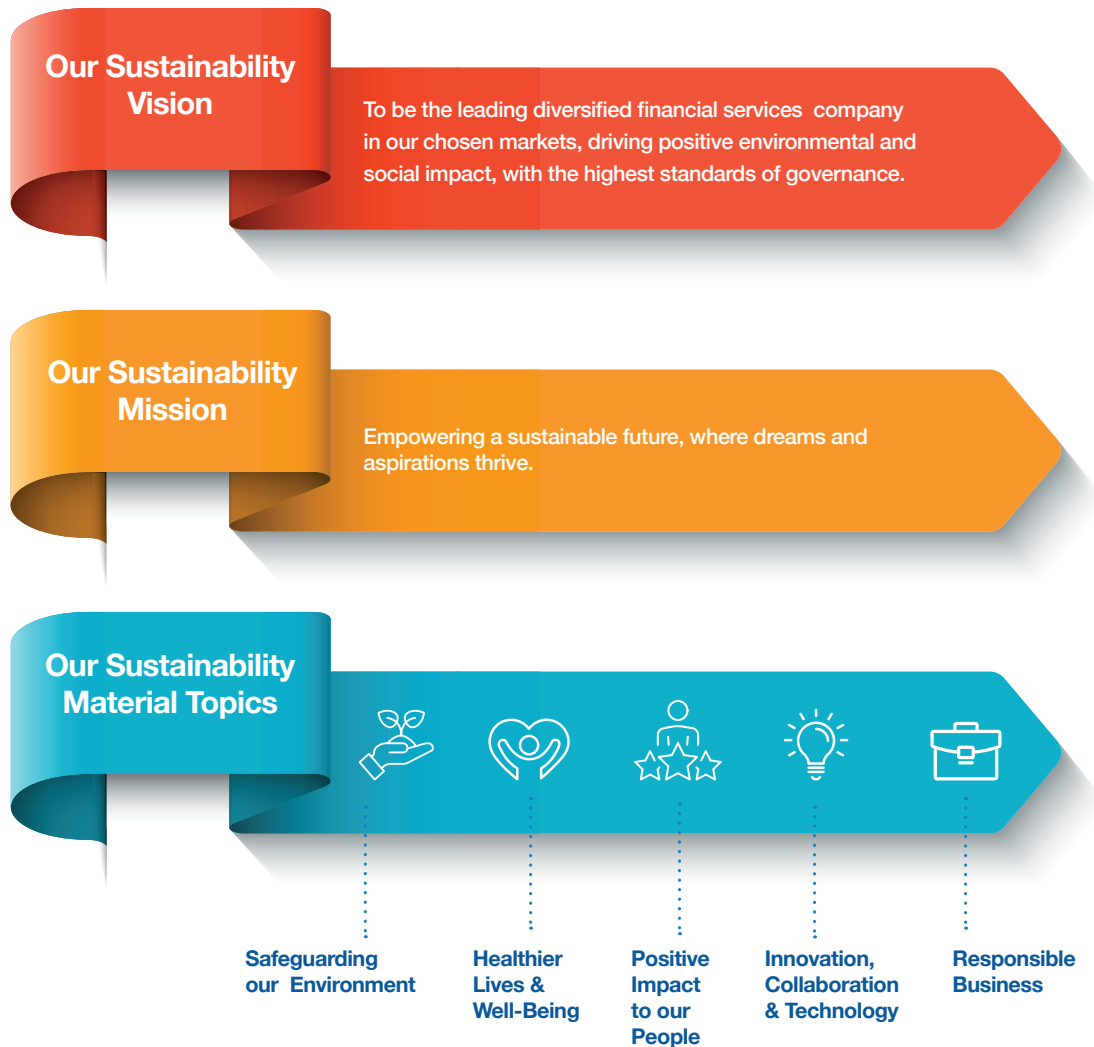 Our Sustainability
Vision
To be the leading diversified financial services company
in our chosen markets, driving positive environmental and
social impact, with the highest standards of governance.
Our Sustainability
Mission
Empowering a sustainable future, where dreams and
aspirations thrive.
Our Sustainability
Material Topics
Safeguarding
our Environment
Healthier
Lives &
Well-Being
Positive
Impact
to our
People
Innovation,
Collaboration
& Technology
Responsible
Business